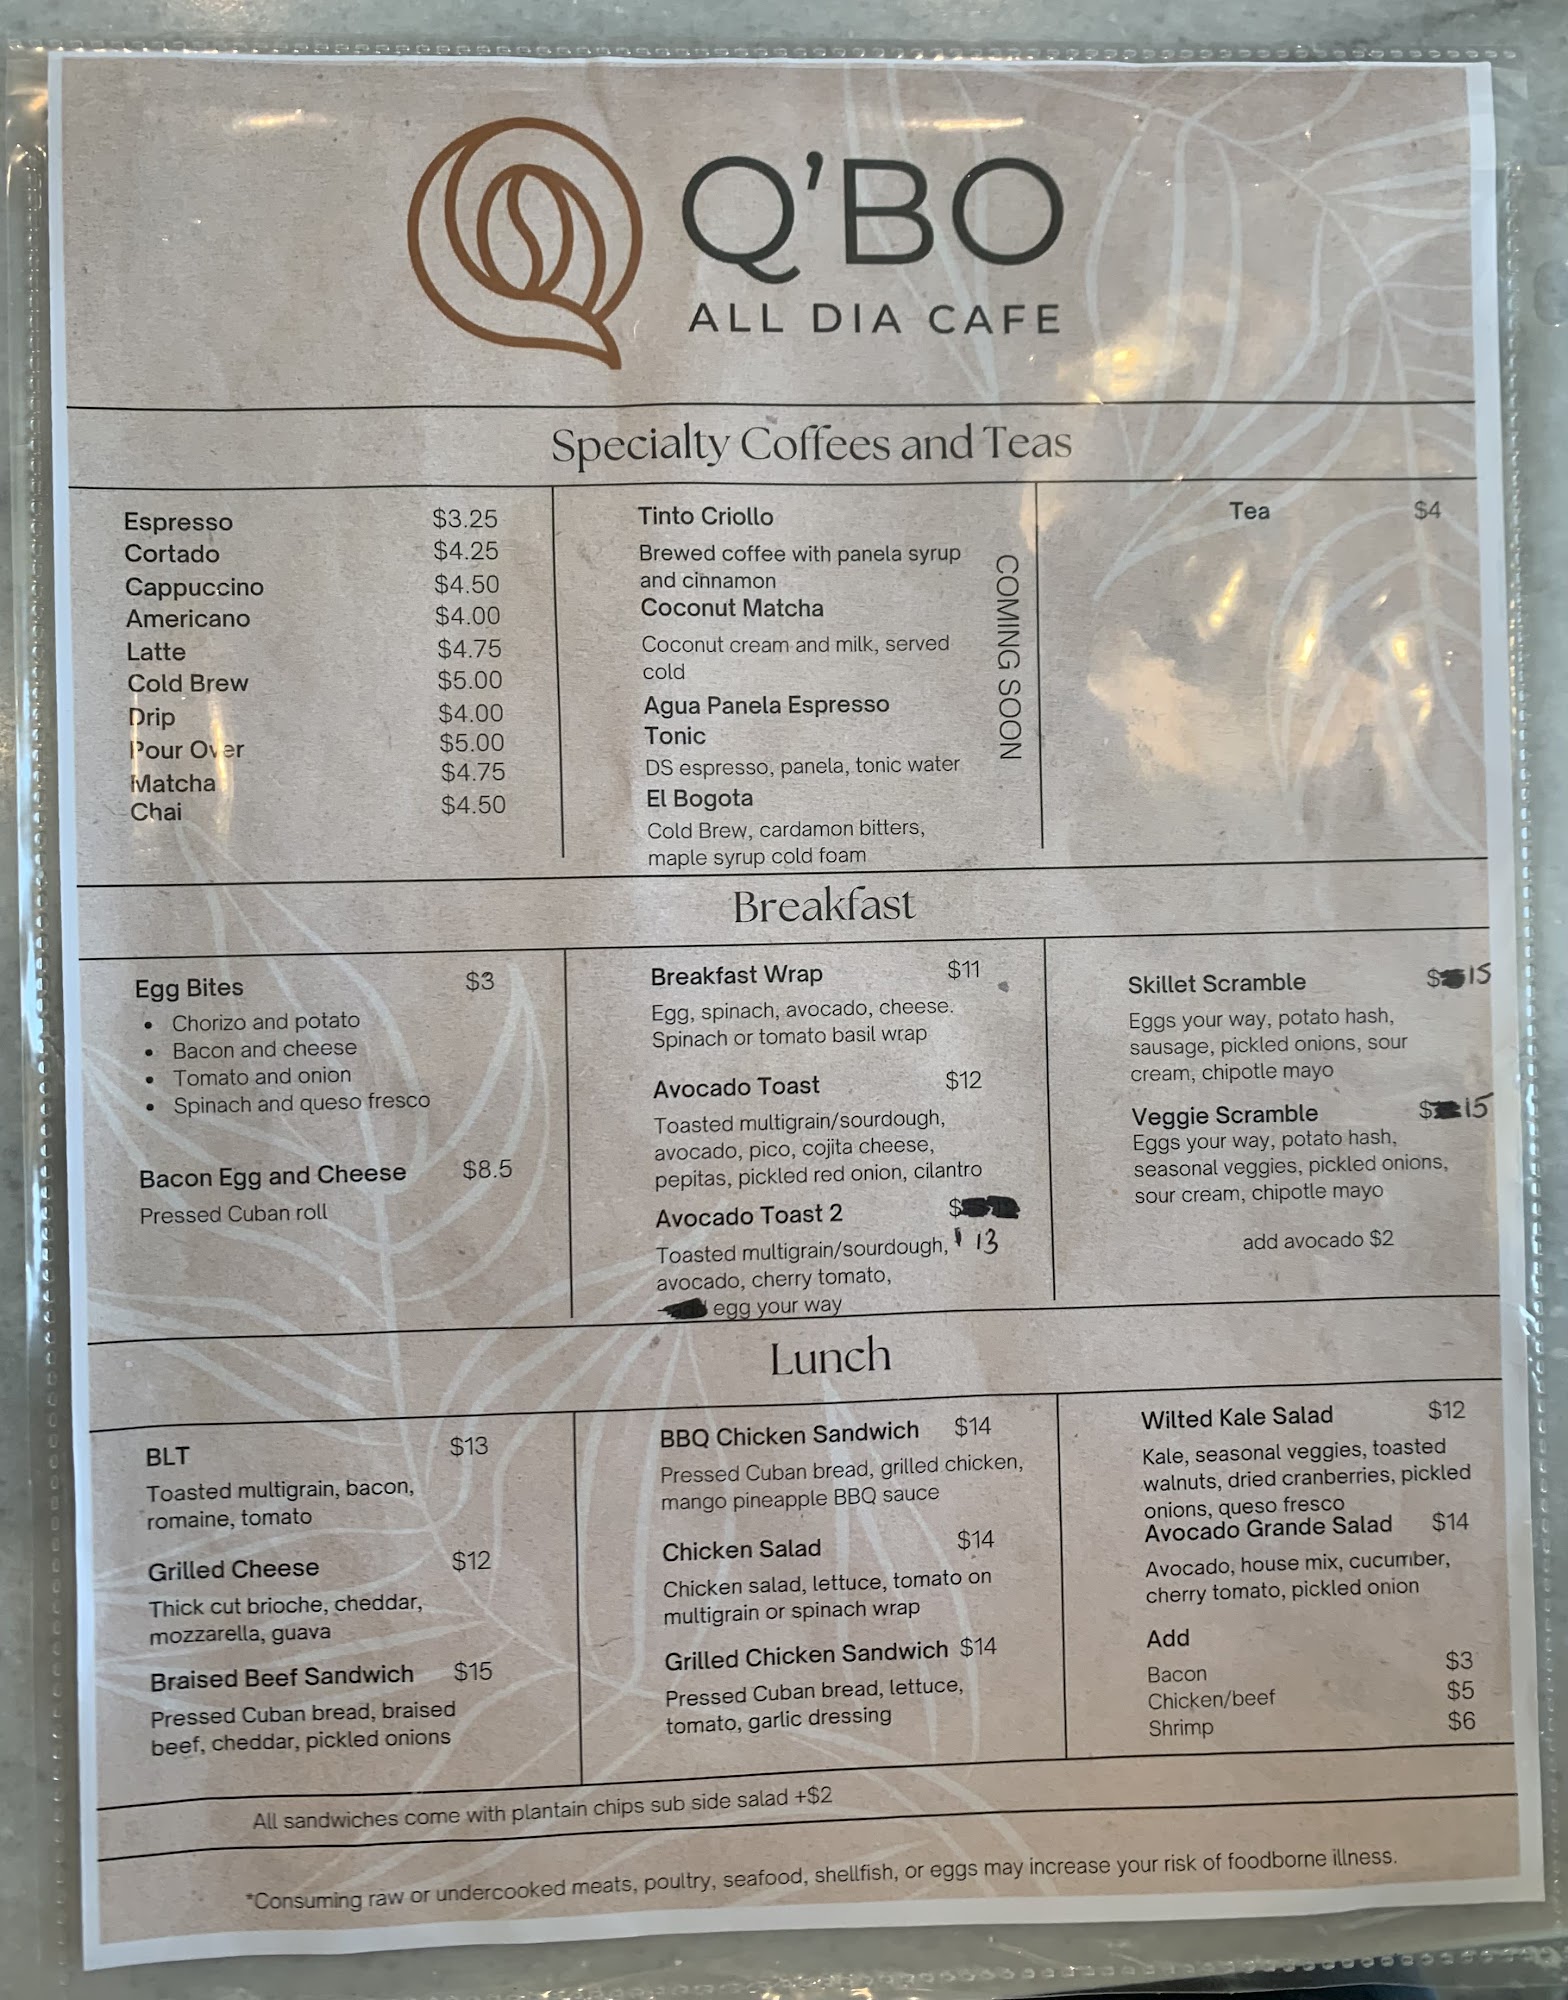 Q'BO
ALL DIA CAFE
Specialty Coffees and Teas
Espresso $3.25
Cortado $4.25
Cappuccino $4.50
Americano $4.00
Latte $4.75
Cold Brew $5.00
Drip $4.00
Pour Over $5.00
Matcha $4.75
Chai $4.50
Tinto Criollo
Brewed coffee with panela syrup
and cinnamon
Coconut Matcha
Coconut cream and milk, served
cold
Agua Panela Espresso
Tonic
DS espresso, panela, tonic water
El Bogota
Cold Brew, cardamon bitters,
maple syrup cold foam
COMING SOON
Tea $4
Breakfast
Egg Bites $3
• Chorizo and potato
• Bacon and cheese
• Tomato and onion
• Spinach and queso fresco
Bacon Egg and Cheese $8.5
Pressed Cuban roll
Breakfast Wrap $11
Egg, spinach, avocado, cheese.
Spinach or tomato basil wrap
Avocado Toast $12
Toasted multigrain/sourdough,
avocado, pico, cojita cheese,
pepitas, pickled red onion, cilantro
Avocado Toast 2 $
Toasted multigrain/sourdough, $13
avocado, cherry tomato,
egg your way
Skillet Scramble $15
Eggs your way, potato hash,
sausage, pickled onions, sour
cream, chipotle mayo
Veggie Scramble $15
Eggs your way, potato hash,
seasonal veggies, pickled onions,
sour cream, chipotle mayo
add avocado $2
Lunch
BLT $13
Toasted multigrain, bacon,
romaine, tomato
Grilled Cheese $12
Thick cut brioche, cheddar,
mozzarella, guava
Braised Beef Sandwich $15
Pressed Cuban bread, braised
beef, cheddar, pickled onions
BBQ Chicken Sandwich $14
Pressed Cuban bread, grilled chicken,
mango pineapple BBQ sauce
Chicken Salad $14
Chicken salad, lettuce, tomato on
multigrain or spinach wrap
Grilled Chicken Sandwich $14
Pressed Cuban bread, lettuce,
tomato, garlic dressing
Wilted Kale Salad $12
Kale, seasonal veggies, toasted
walnuts, dried cranberries, pickled
onions, queso fresco
Avocado Grande Salad $14
Avocado, house mix, cucumber,
cherry tomato, pickled onion
Add
Bacon $3
Chicken/beef $5
Shrimp $6
All sandwiches come with plantain chips sub side salad +$2
*Consuming raw or undercooked meats, poultry, seafood, shellfish, or eggs may increase your risk of foodborne illness.